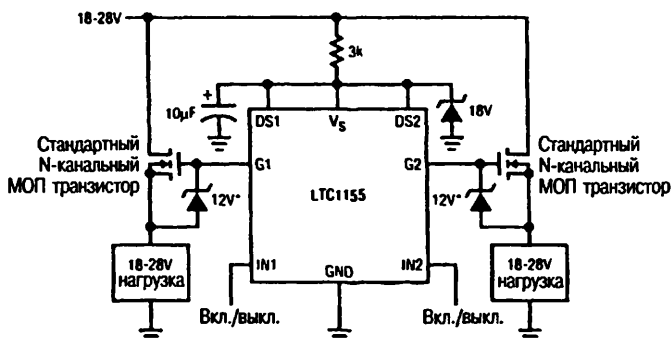 18-28V
3k
+
10µF
18V
DS1
VS
DS2
Стандартный
N-канальный
МОП транзистор
G1
G2
Стандартный
N-канальный
МОП транзистор
12V*
LTC1155
12V*
18-28V
нагрузка
IN1
GND
IN2
18-28V
нагрузка
Вкл./выкл.
Вкл./выкл.